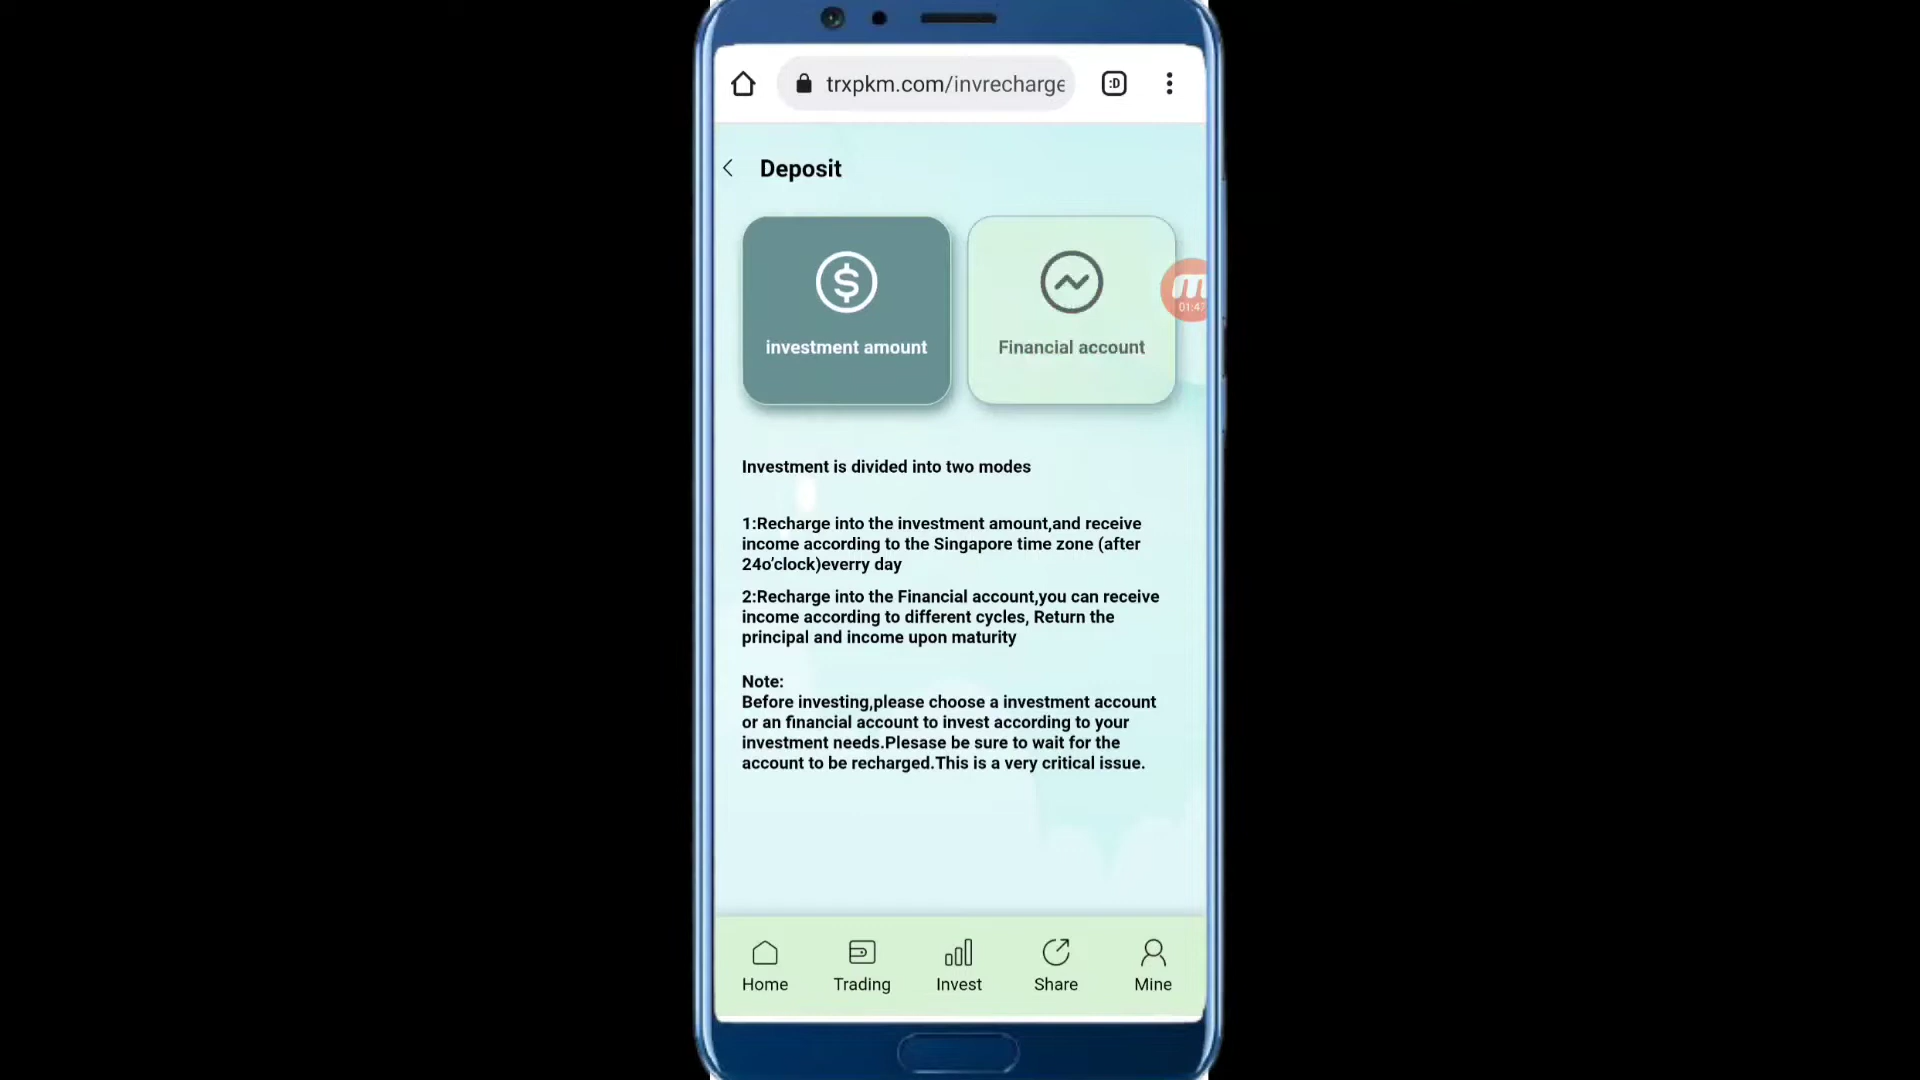 trxpkm.com/invrecharge
:D
Deposit
investment amount
Financial account
01:47
Investment is divided into two modes
1:Recharge into the investment amount,and receive
income according to the Singapore time zone (after
24o'clock)everry day
2:Recharge into the Financial account,you can receive
income according to different cycles, Return the
principal and income upon maturity
Note:
Before investing,please choose a investment account
or an financial account to invest according to your
investment needs.Plesase be sure to wait for the
account to be recharged.This is a very critical issue.
Home
Trading
Invest
Share
Mine